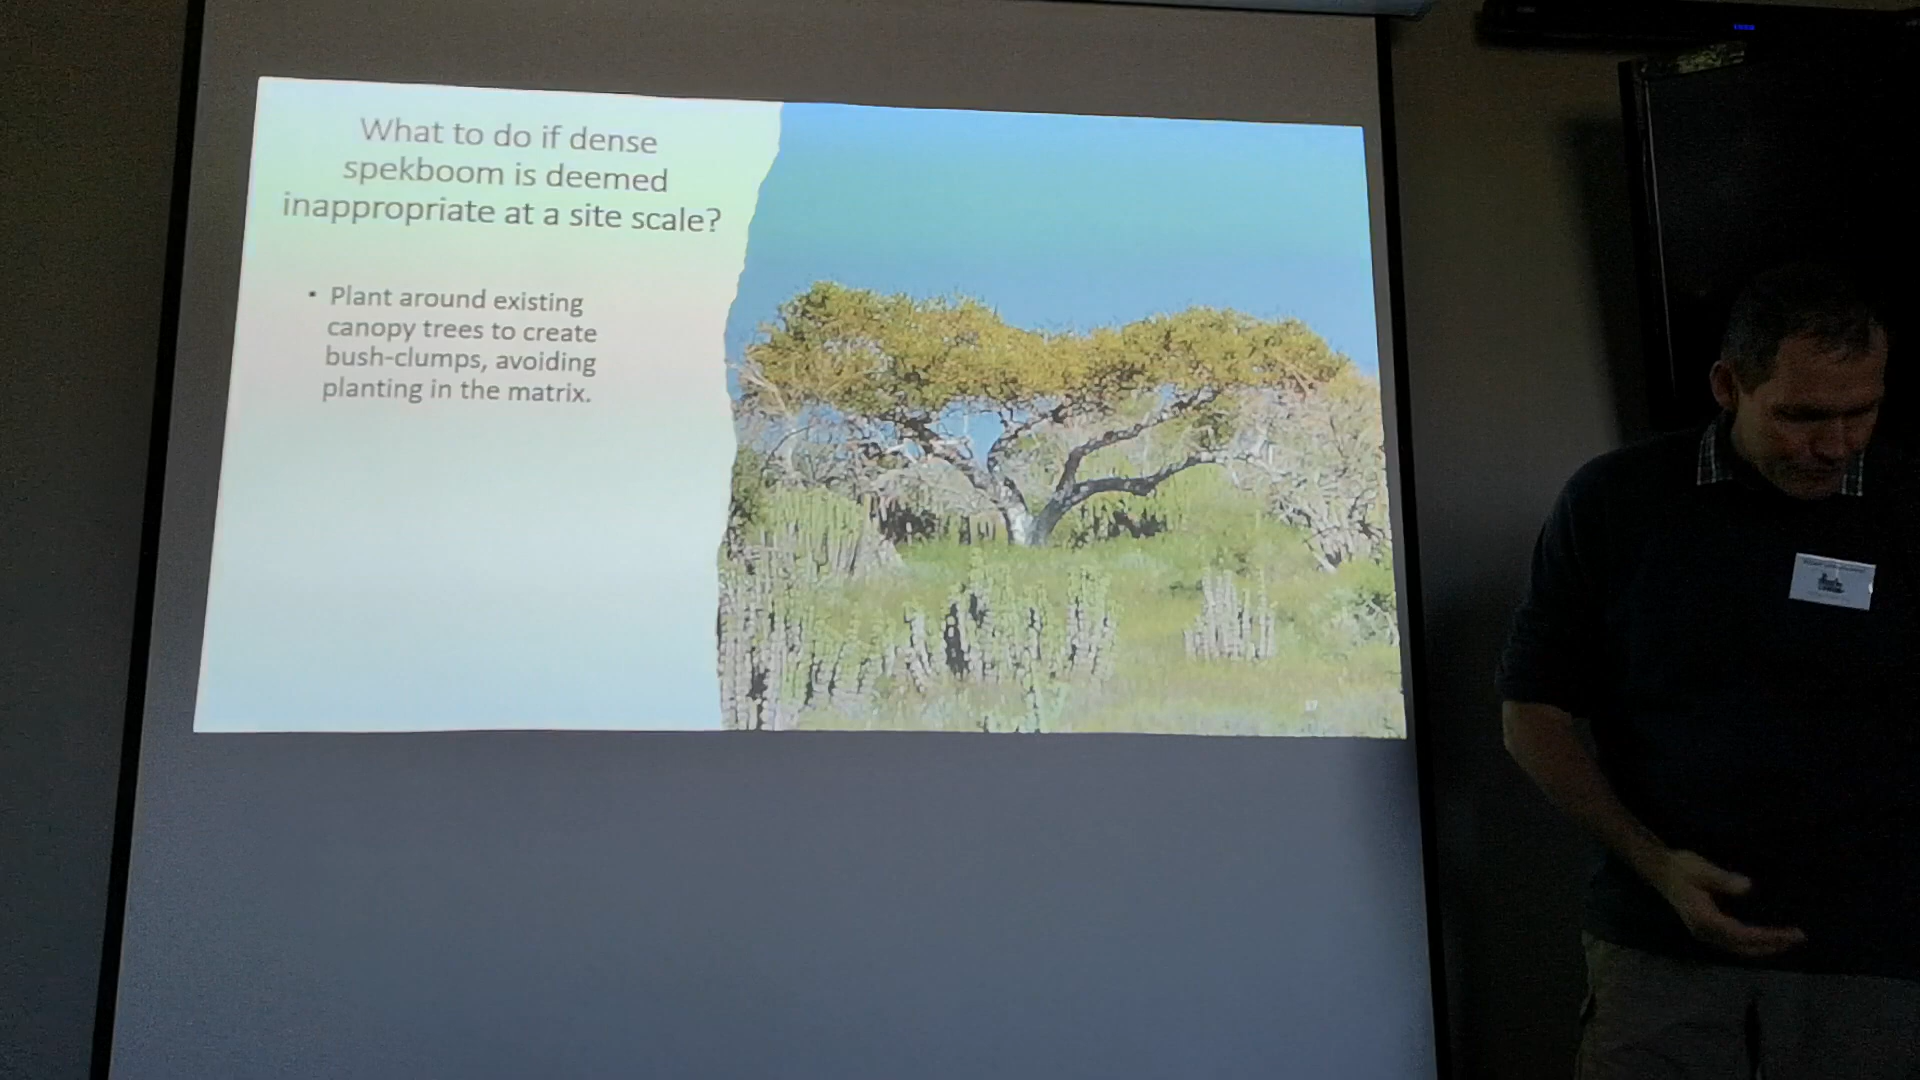 What to do if dense
spekboom is deemed
inappropriate at a site scale?
• Plant around existing
canopy trees to create
bush-clumps, avoiding
planting in the matrix.